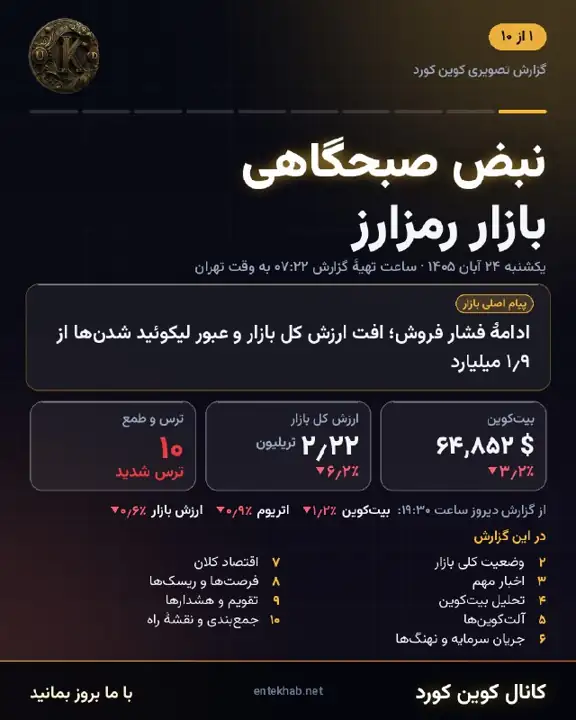 ۱ از ۱۰
گزارش تصویری کوین کورد
نبض صبحگاهی
بازار رمزارز
یکشنبه ۲۴ آبان ۱۴۰۵ · ساعت تهیهٔ گزارش ۰۷:۲۲ به وقت تهران
پیام اصلی بازار
ادامهٔ فشار فروش؛ افت ارزش کل بازار و عبور لیکوئید شدن‌ها از
۱٫۹ میلیارد
بیت‌کوین
$ ۶۴,۸۵۲
۳٫۲٪ ▼
ارزش کل بازار
۲٫۲۲ تریلیون
۶٫۲٪ ▼
ترس و طمع
۱۰
ترس شدید
از گزارش دیروز ساعت ۱۹:۳۰: بیت‌کوین ۱٫۲٪ ▼ اتریوم ۰٫۹٪ ▼ ارزش بازار ۰٫۶٪ ▼
در این گزارش
۲ وضعیت کلی بازار
۳ اخبار مهم
۴ تحلیل بیت‌کوین
۵ آلت‌کوین‌ها
۶ جریان سرمایه و نهنگ‌ها
۷ اقتصاد کلان
۸ فرصت‌ها و ریسک‌ها
۹ تقویم و هشدارها
۱۰ جمع‌بندی و نقشهٔ راه
کانال کوین کورد
entekhab.net
با ما بروز بمانید